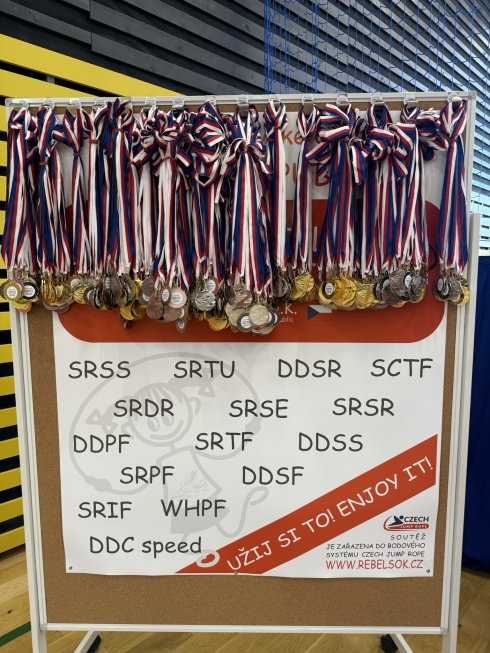 SRSS SRTU DDSR SCTF
SRDR SRSE SRSR
DDPF SRTF DDSS
SRPF DDSF
SRIF WHPF
DDC speed
UŽIJ SI TO! ENJOY IT!
CZECH
JUMP ROPE
SOUTĚŽ
JE ZAŘAZENA DO BODOVÉHO
SYSTÉMU CZECH JUMP ROPE
WWW.REBELSOK.CZ